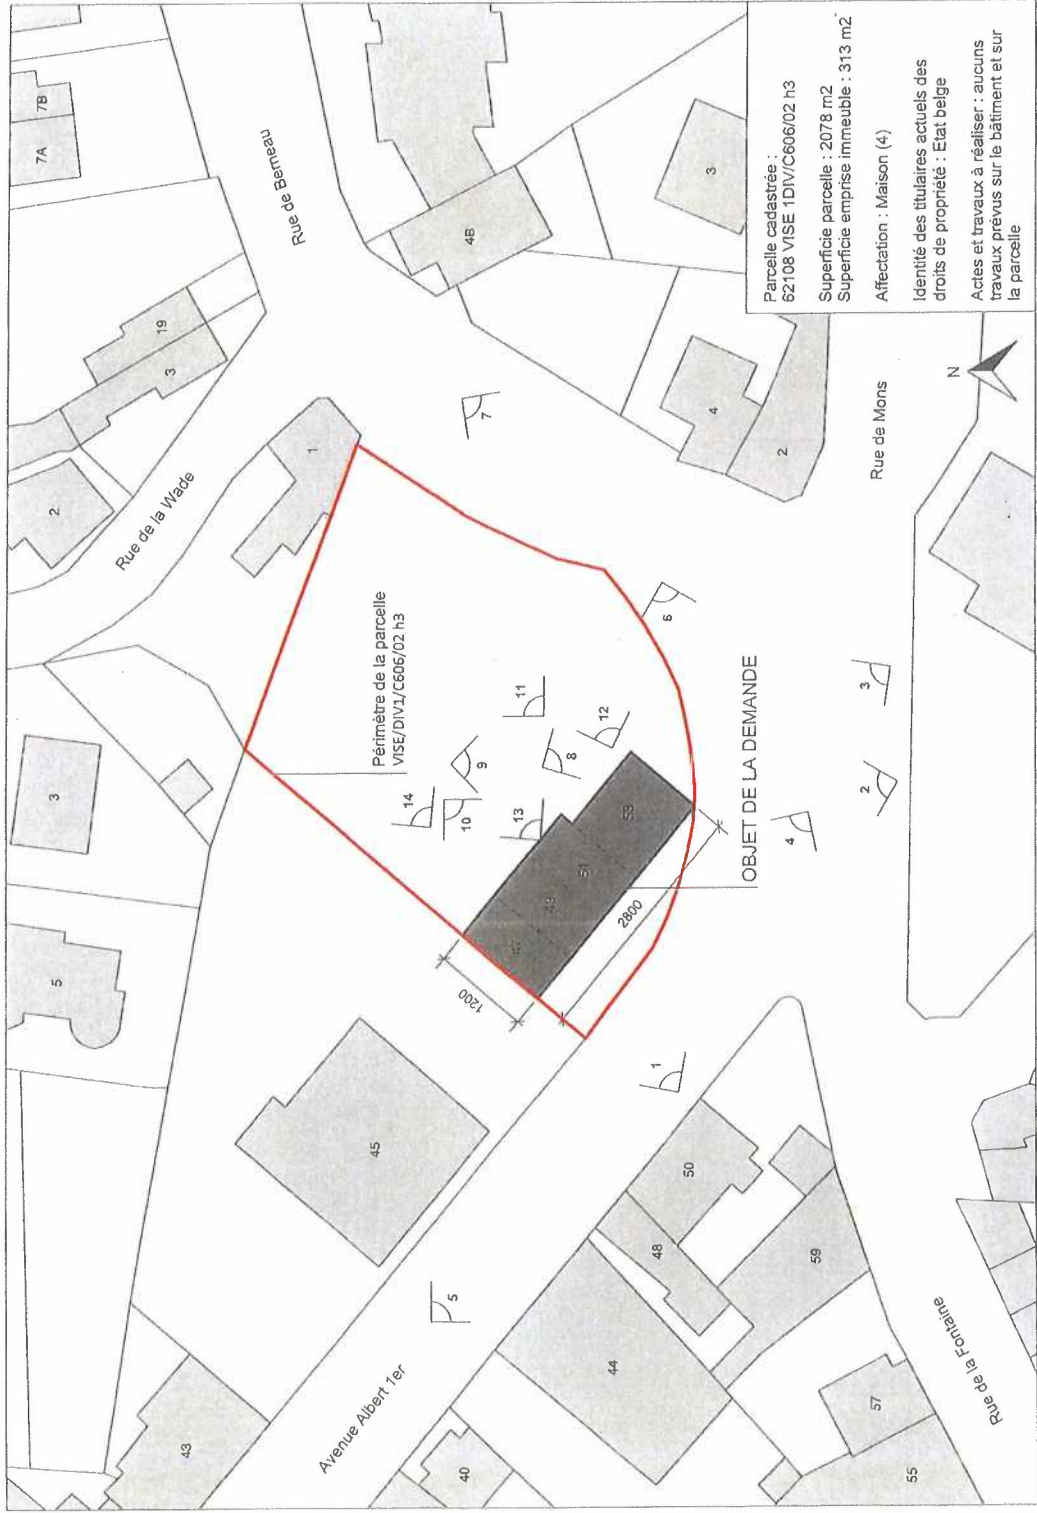 7A
7B
2
3
5
3
19
3
43
Rue de la Wade
Rue de Berneau
1
45
Avenue Albert 1er
Périmètre de la parcelle
VISE/DIV1/C606/02 h3
14
5
10
9
4B
7
1200
13
11
40
8
12
51
53
44
2800
48
1
6
50
3
4
OBJET DE LA DEMANDE
2
4
59
2
3
57
Rue de Mons
55
Rue de la Fontaine
N
Parcelle cadastrée :
62108 VISE 1DIV/C606/02 h3
Superficie parcelle : 2078 m2
Superficie emprise immeuble : 313 m2
Affectation : Maison (4)
Identité des titulaires actuels des
droits de propriété : Etat belge
Actes et travaux à réaliser : aucuns
travaux prévus sur le bâtiment et sur
la parcelle